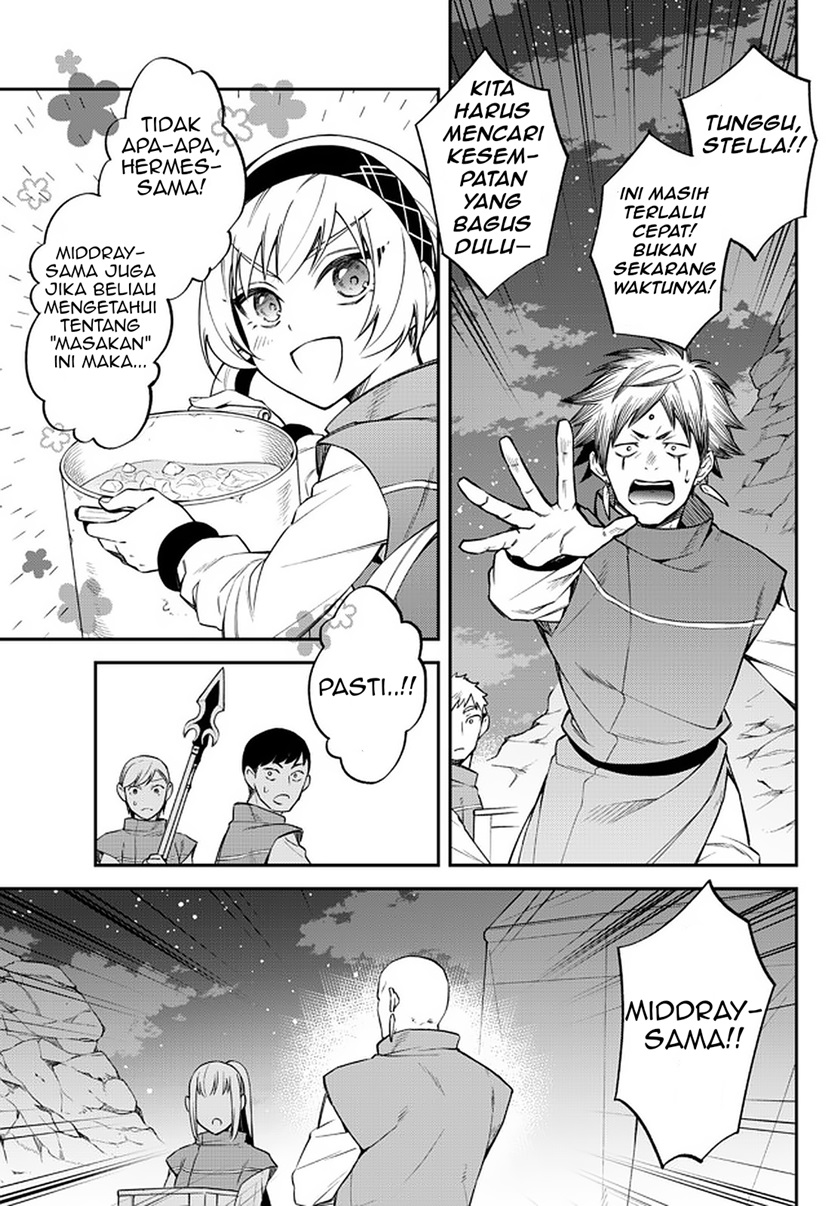 TUNGGU,
STELLA!!
INI MASIH
TERLALU
CEPAT!
BUKAN
SEKARANG
WAKTUNYA!
KITA
HARUS
MENCARI
KESEM-
PATAN
YANG
BAGUS
DULU–
TIDAK
APA-APA,
HERMES-
SAMA!
MIDDRAY-
SAMA JUGA
JIKA BELIAU
MENGETAHUI
TENTANG
"MASAKAN"
INI MAKA...
PASTI..!!
MIDDRAY-
SAMA!!